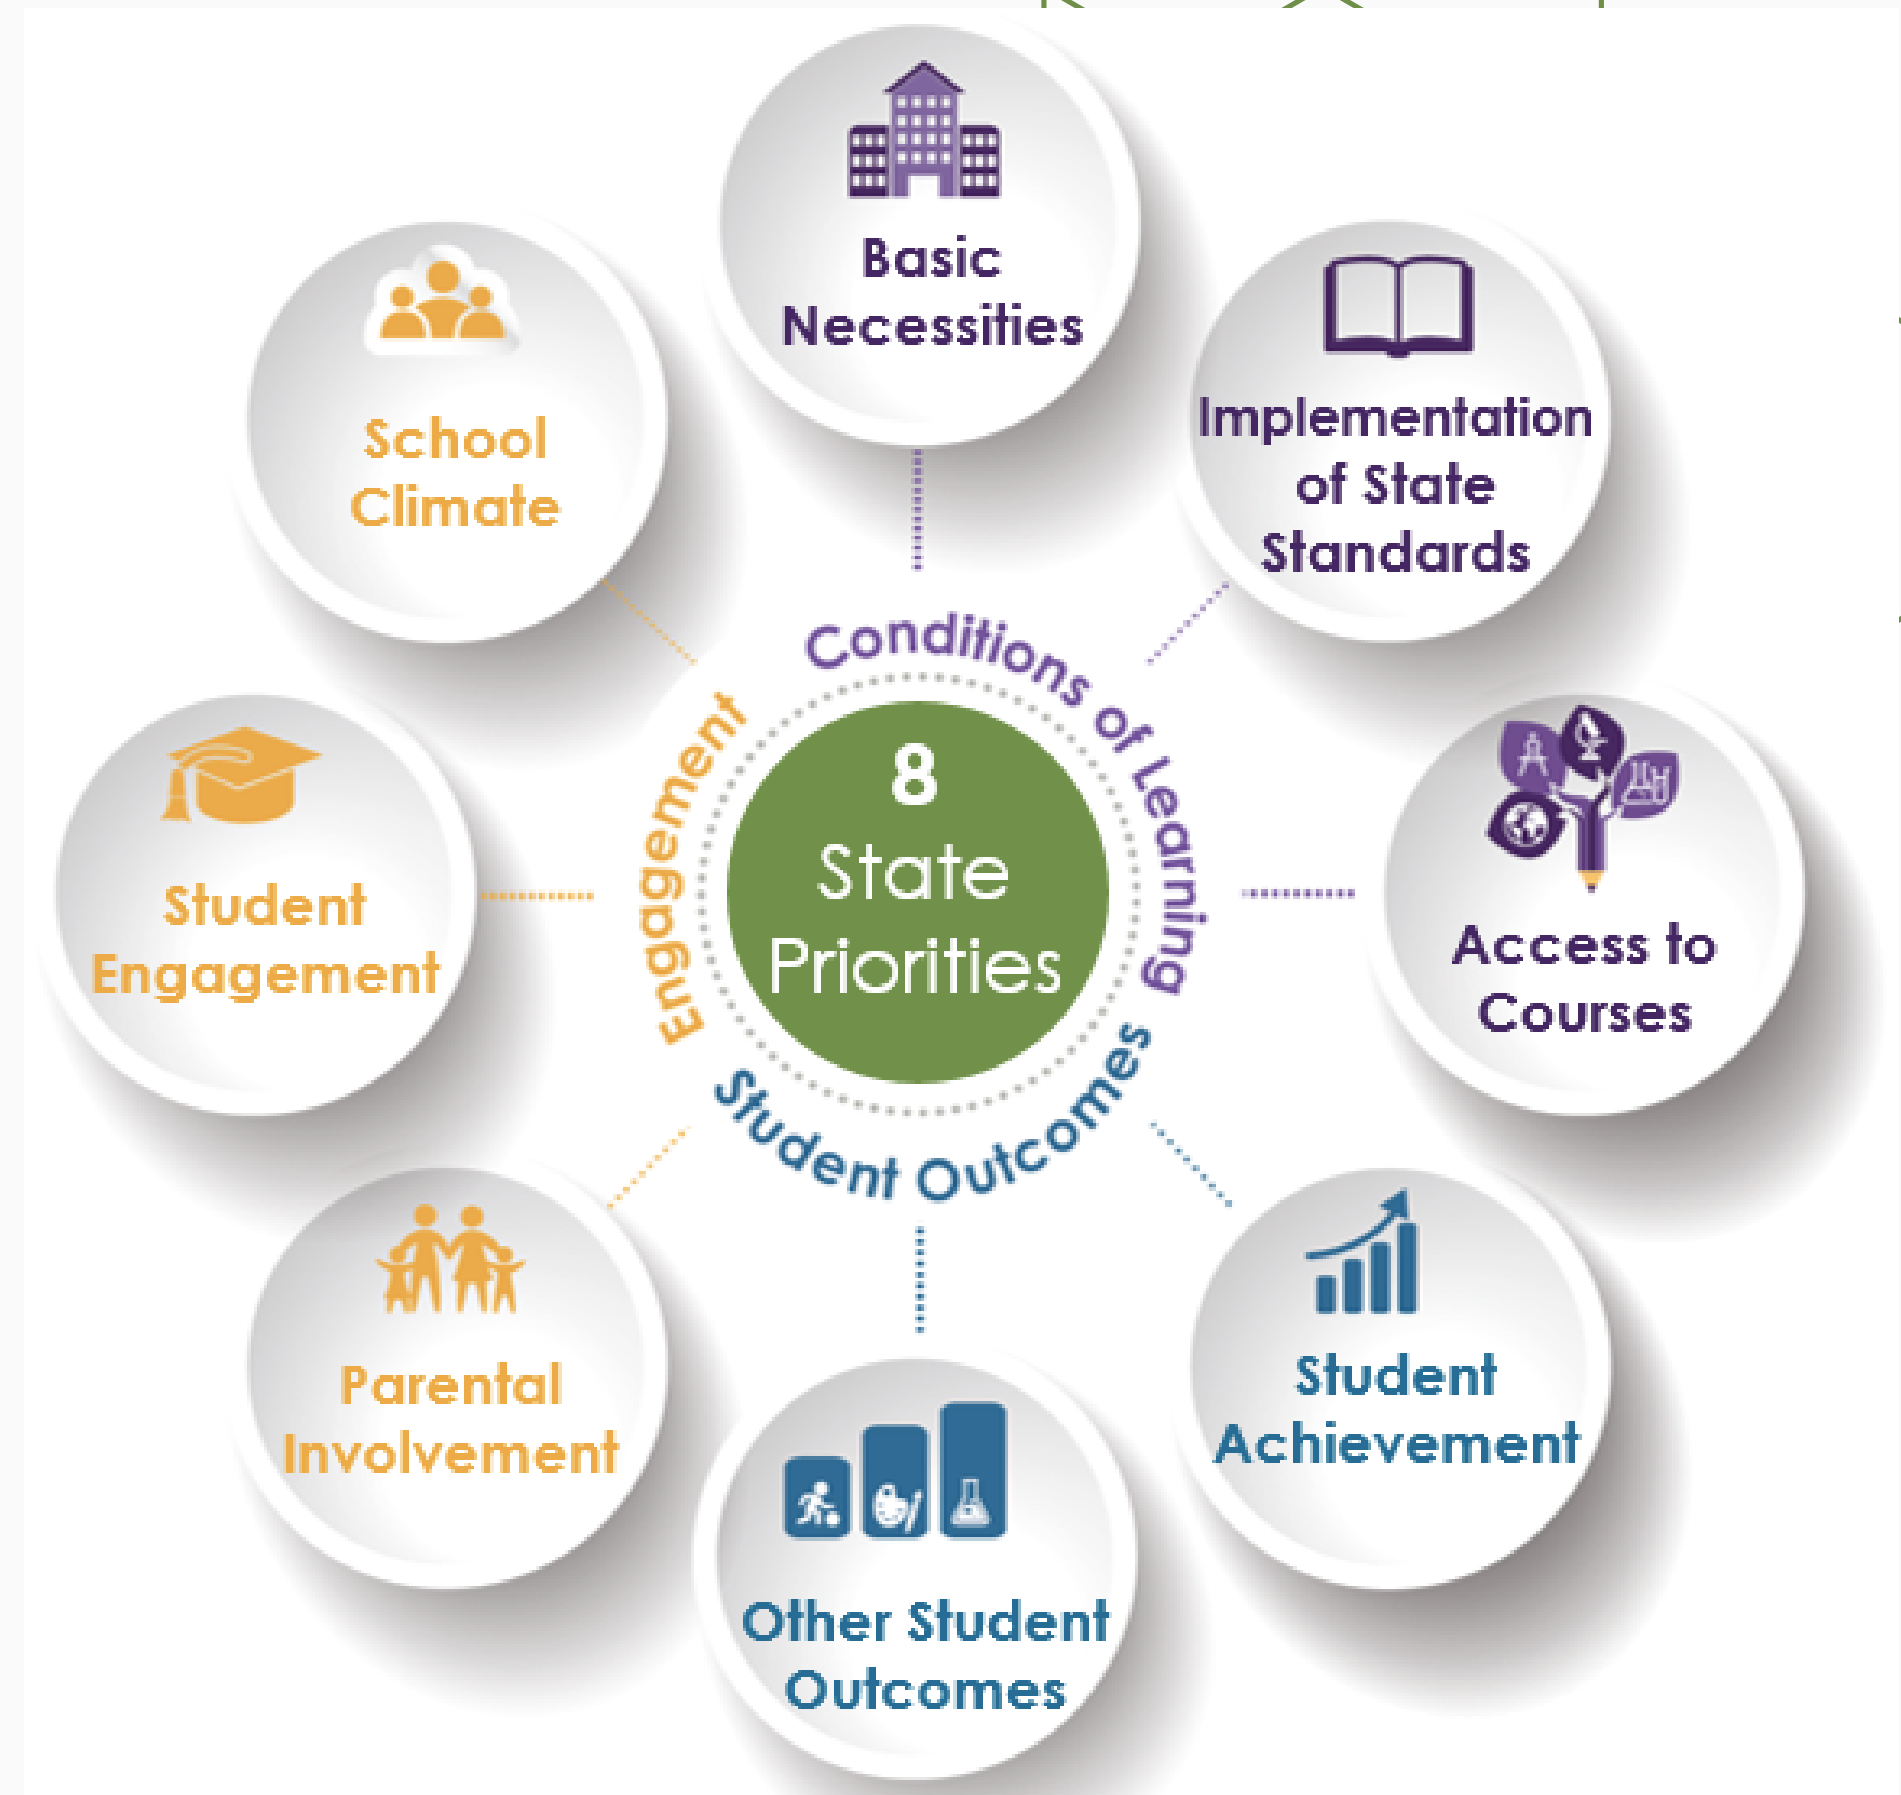 Basic
Necessities
Implementation
of State
Standards
Access to
Courses
Student
Achievement
Other Student
Outcomes
Parental
Involvement
Student
Engagement
School
Climate
Conditions of Learning
Student Outcomes
Engagement
8
State
Priorities